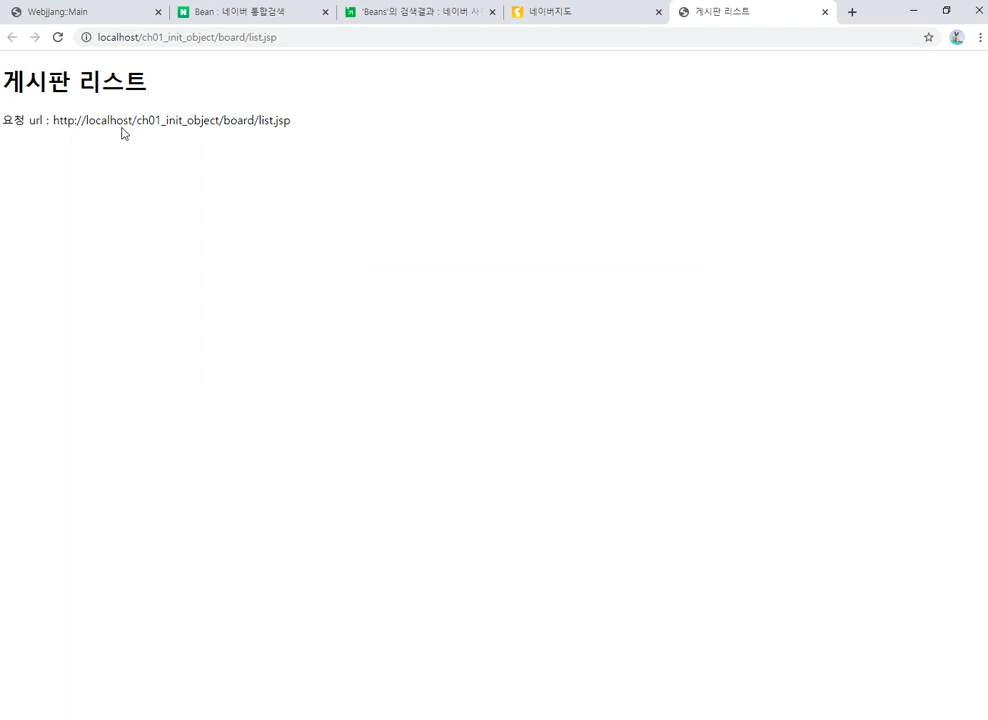 Webjjang::Main
Bean : 네이버 통합검색
'Beans'의 검색결과 : 네이버 사
네이버지도
게시판 리스트
localhost/ch01_init_object/board/list.jsp
게시판 리스트
요청 url : http://localhost/ch01_init_object/board/list.jsp